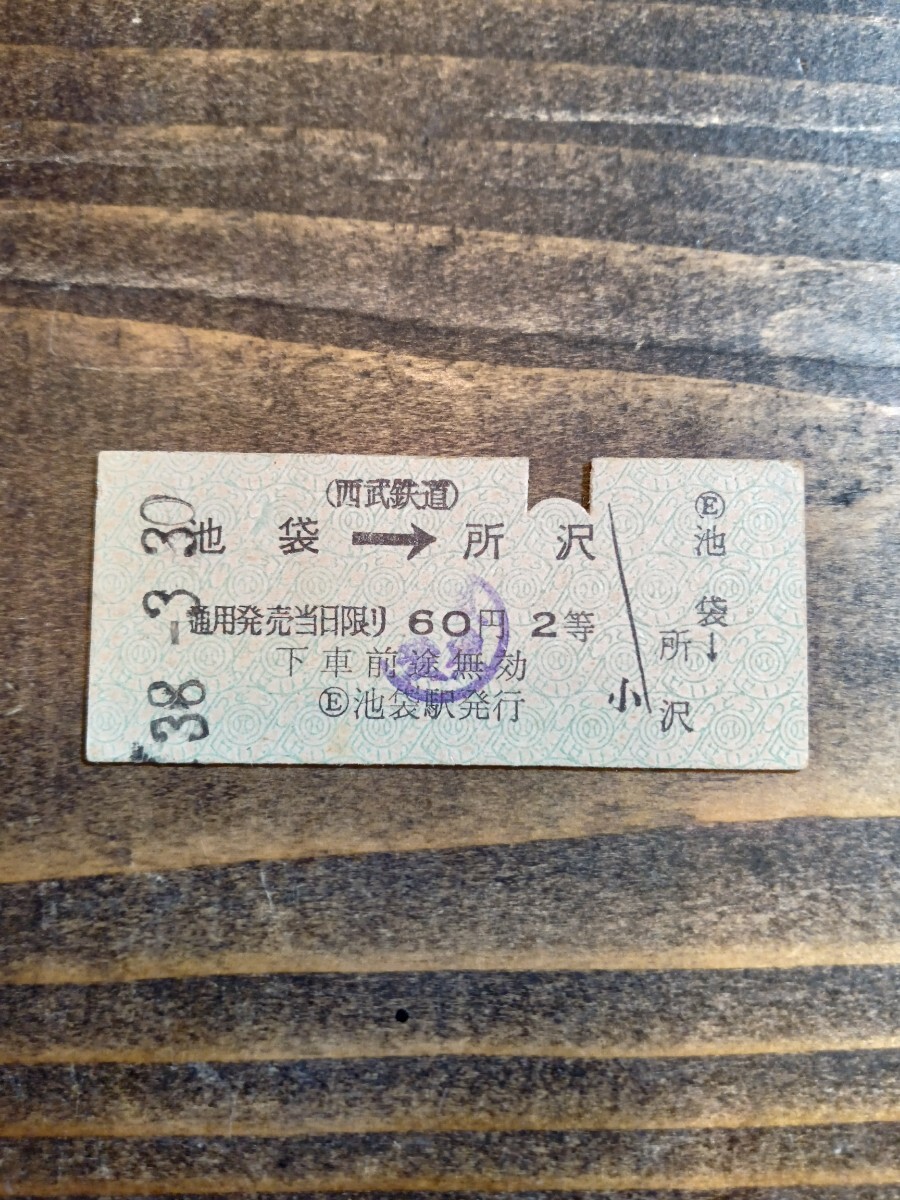 38 -3 30
(西武鉄道)
池袋 → 所沢
通用発売当日限り 60円 2等
下車前途無効
Ⓔ池袋駅発行
小
Ⓔ
池袋
↓
所沢